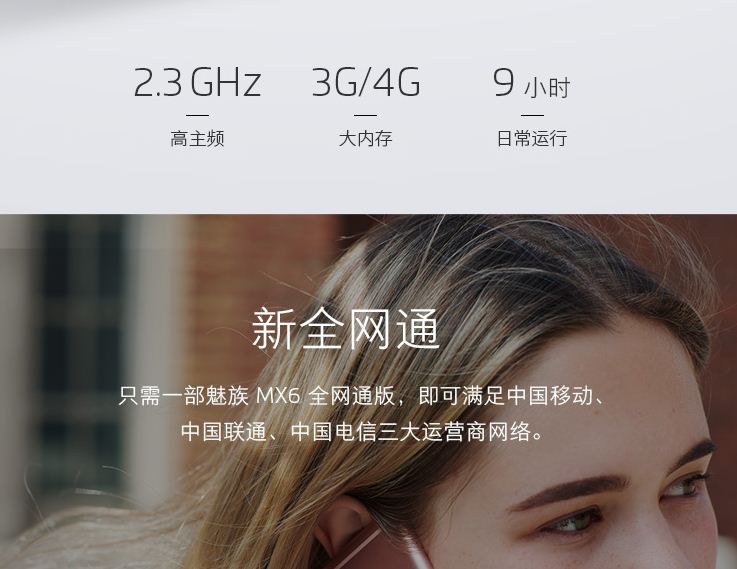 2.3 GHz 3G/4G 9 小时
高主频 大内存 日常运行
新全网通
只需一部魅族 MX6 全网通版，即可满足中国移动、
中国联通、中国电信三大运营商网络。